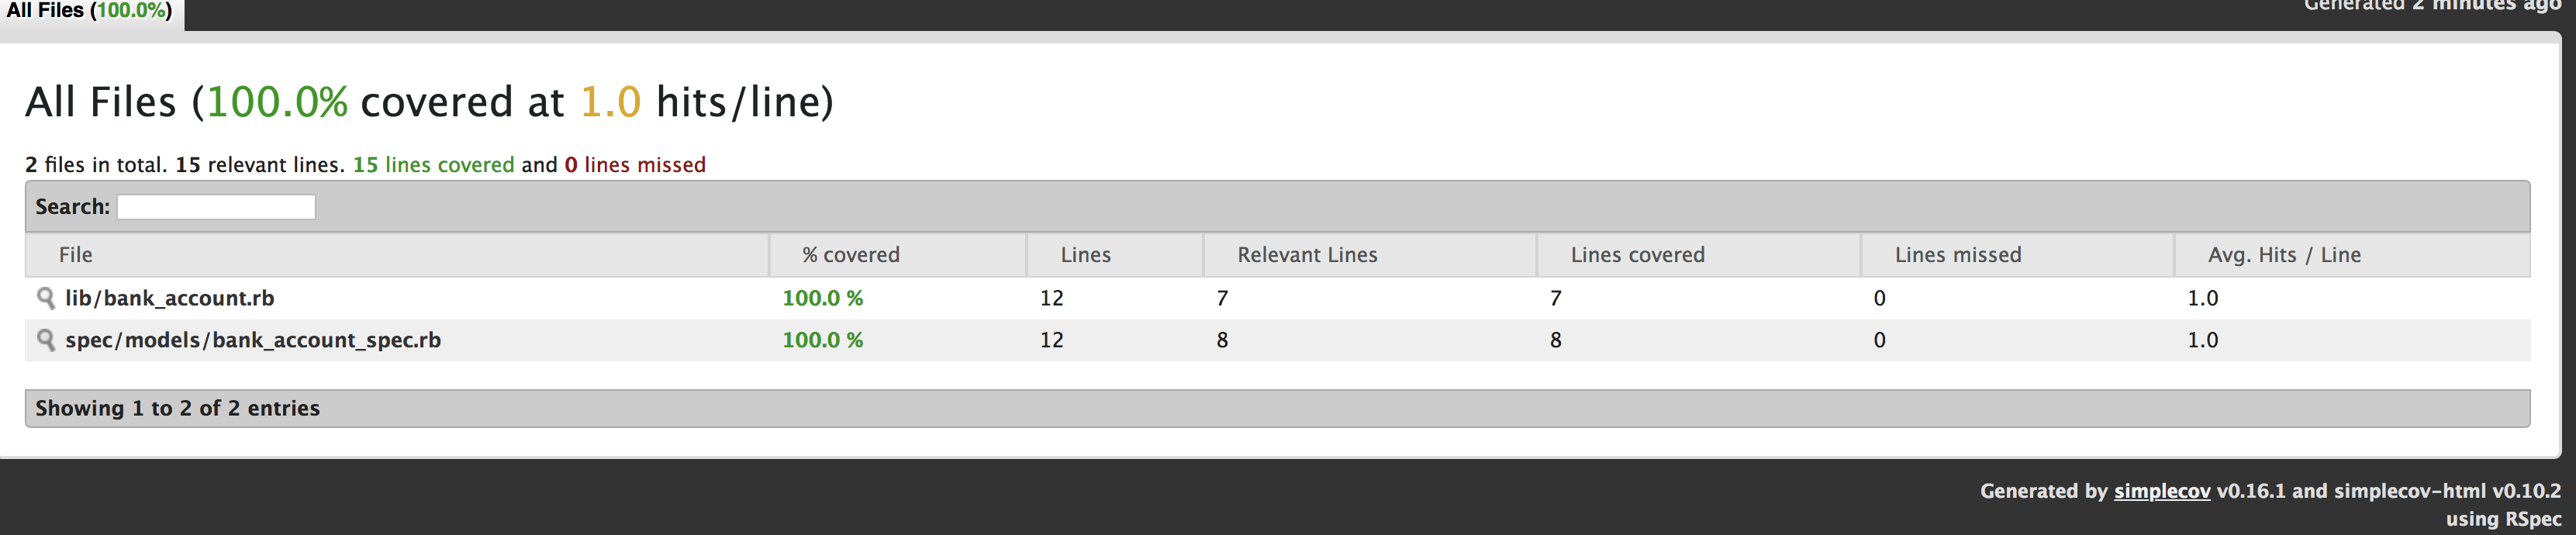 All Files (100.0%)
Generated 2 minutes ago
All Files (100.0% covered at 1.0 hits/line)
2 files in total. 15 relevant lines. 15 lines covered and 0 lines missed
Search:
File % covered Lines Relevant Lines Lines covered Lines missed Avg. Hits / Line
lib/bank_account.rb 100.0 % 12 7 7 0 1.0
spec/models/bank_account_spec.rb 100.0 % 12 8 8 0 1.0
Showing 1 to 2 of 2 entries
Generated by simplecov v0.16.1 and simplecov-html v0.10.2
using RSpec